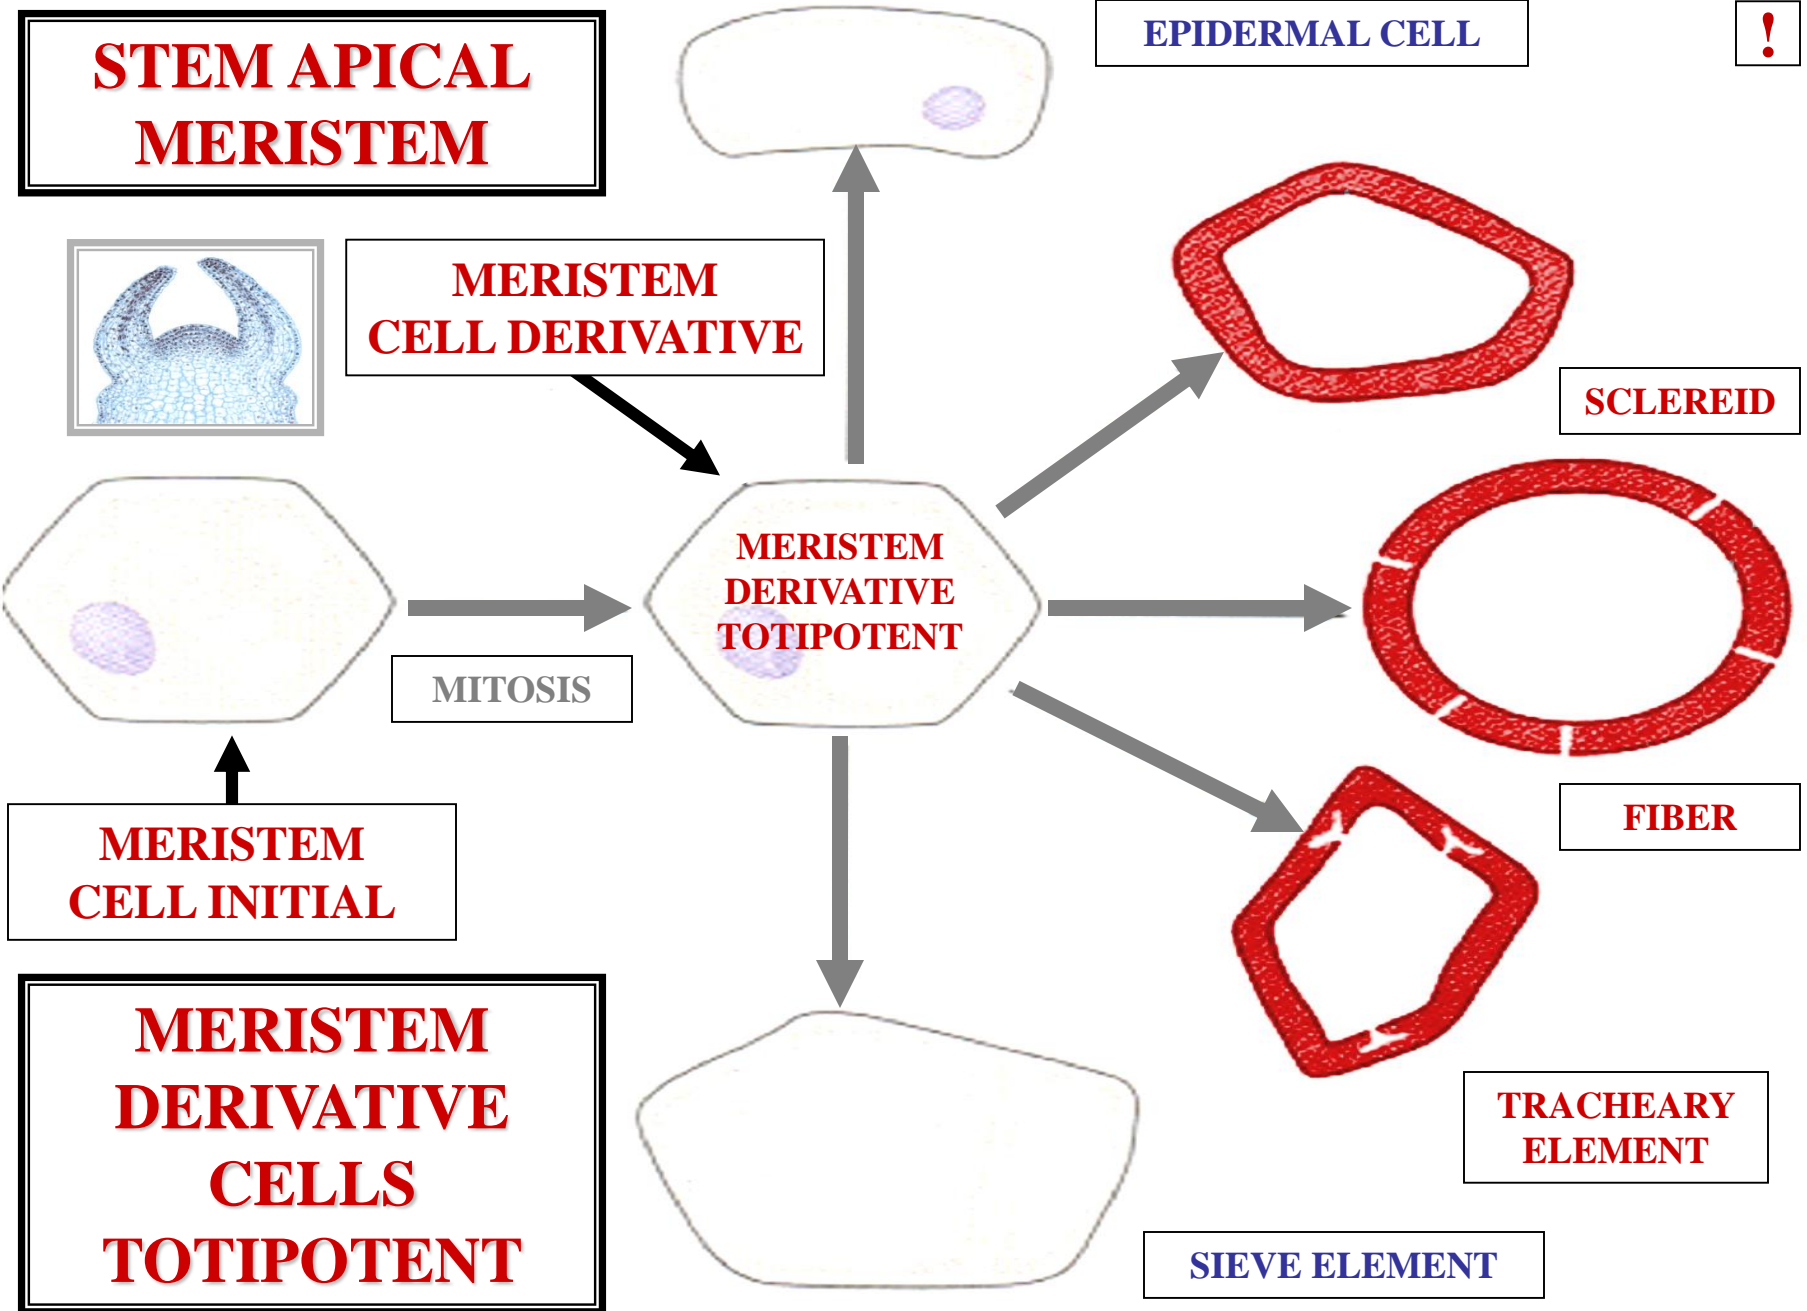 STEM APICAL
MERISTEM
EPIDERMAL CELL
!
MERISTEM
CELL DERIVATIVE
SCLEREID
MERISTEM
DERIVATIVE
TOTIPOTENT
MITOSIS
FIBER
MERISTEM
CELL INITIAL
MERISTEM
DERIVATIVE
CELLS
TOTIPOTENT
TRACHEARY
ELEMENT
SIEVE ELEMENT